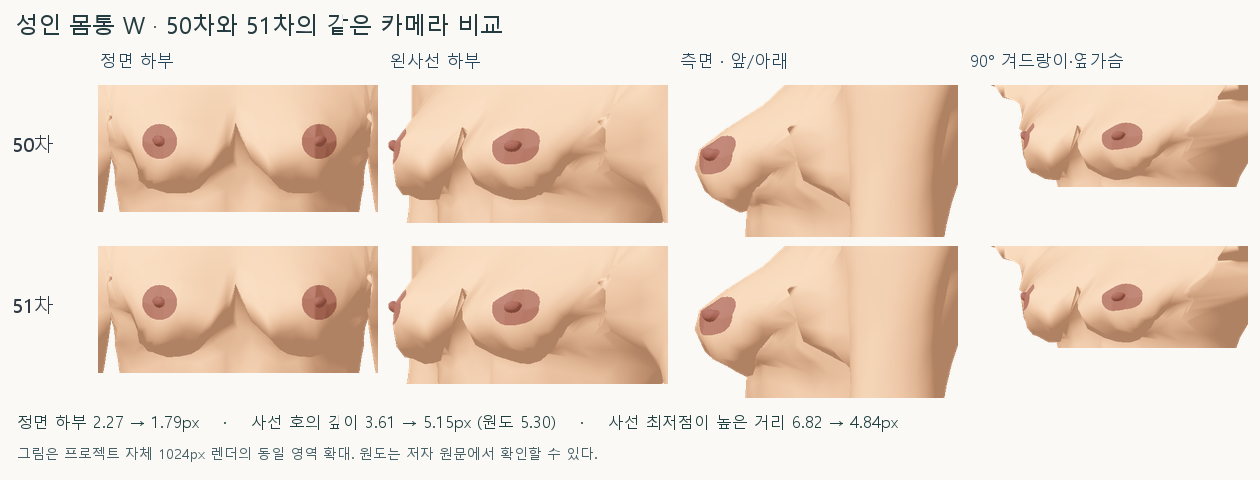 성인 몸통 W · 50차와 51차의 같은 카메라 비교
정면 하부 왼사선 하부 측면 · 앞/아래 90° 겨드랑이·옆가슴
50차
51차
정면 하부 2.27 → 1.79px · 사선 호의 깊이 3.61 → 5.15px (원도 5.30) · 사선 최저점이 높은 거리 6.82 → 4.84px
그림은 프로젝트 자체 1024px 렌더의 동일 영역 확대. 원도는 저자 원문에서 확인할 수 있다.